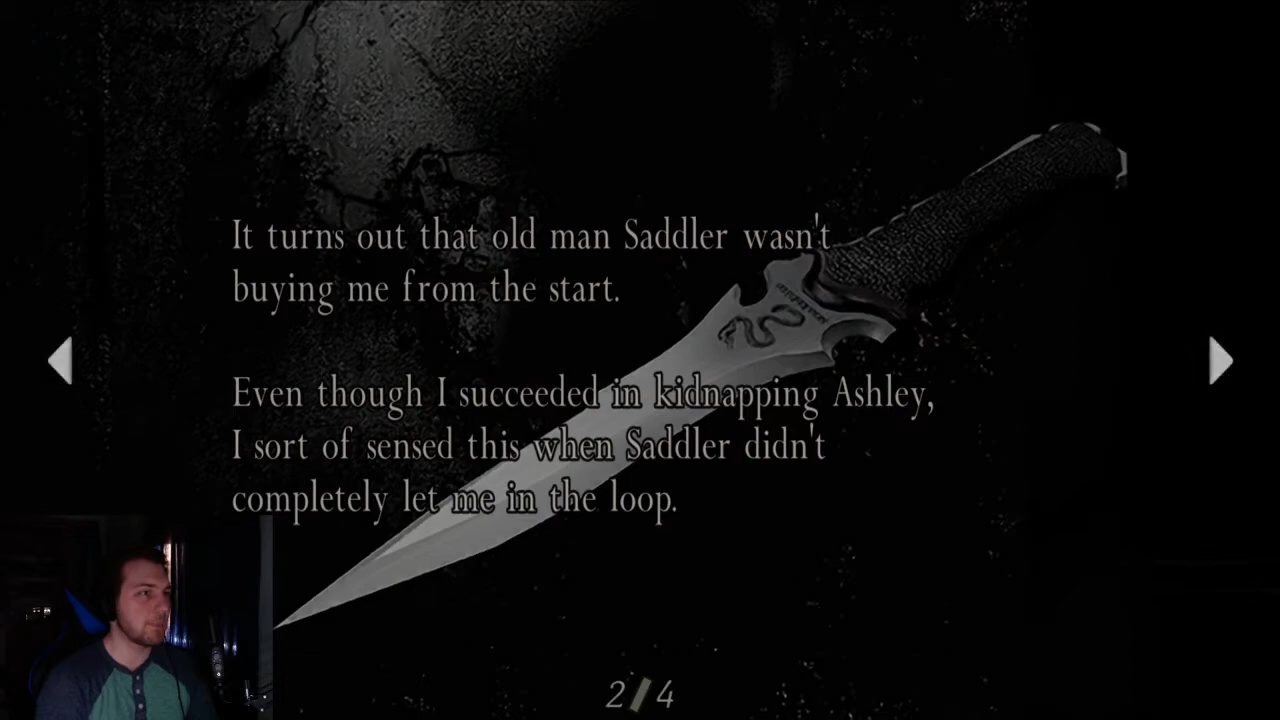 It turns out that old man Saddler wasn't
buying me from the start.
Even though I succeeded in kidnapping Ashley,
I sort of sensed this when Saddler didn't
completely let me in the loop.
2/4